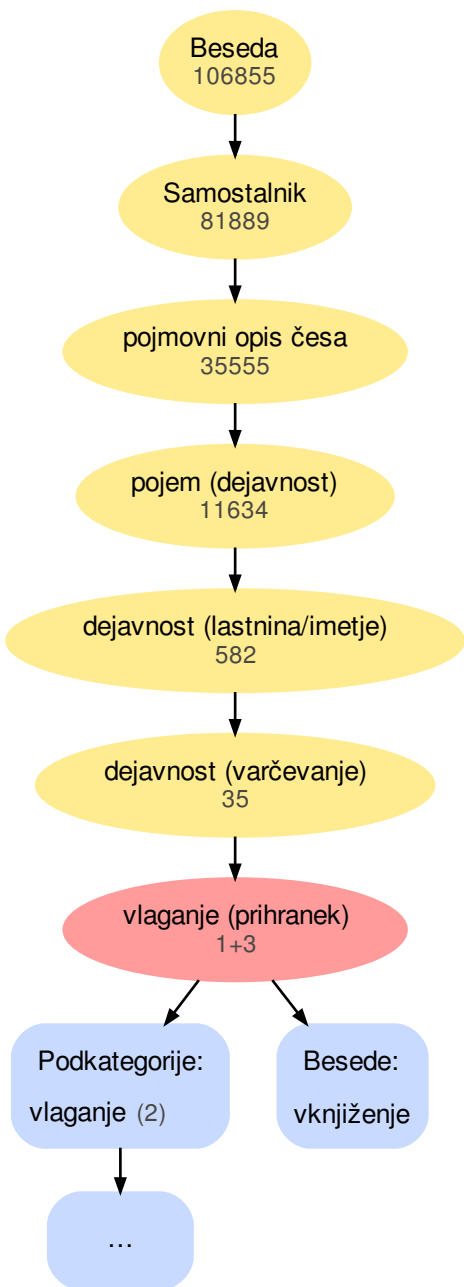 Beseda
106855
Samostalnik
81889
pojmovni opis česa
35555
pojem (dejavnost)
11634
dejavnost (lastnina/imetje)
582
dejavnost (varčevanje)
35
vlaganje (prihranek)
1+3
Podkategorije:
vlaganje (2)
Besede:
vknjiženje
...